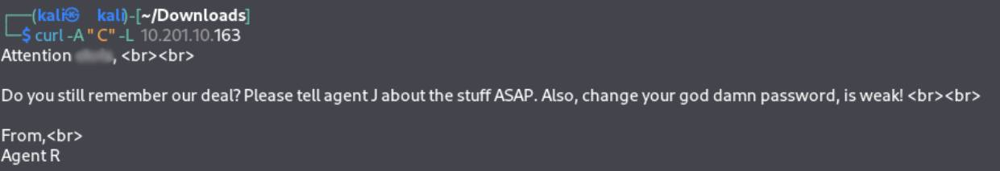 ┌──(kali㉿kali)-[~/Downloads]
└─$ curl -A "C" -L 10.201.10.163
Attention , <br><br>
Do you still remember our deal? Please tell agent J about the stuff ASAP. Also, change your god damn password, is weak! <br><br>
From,<br>
Agent R